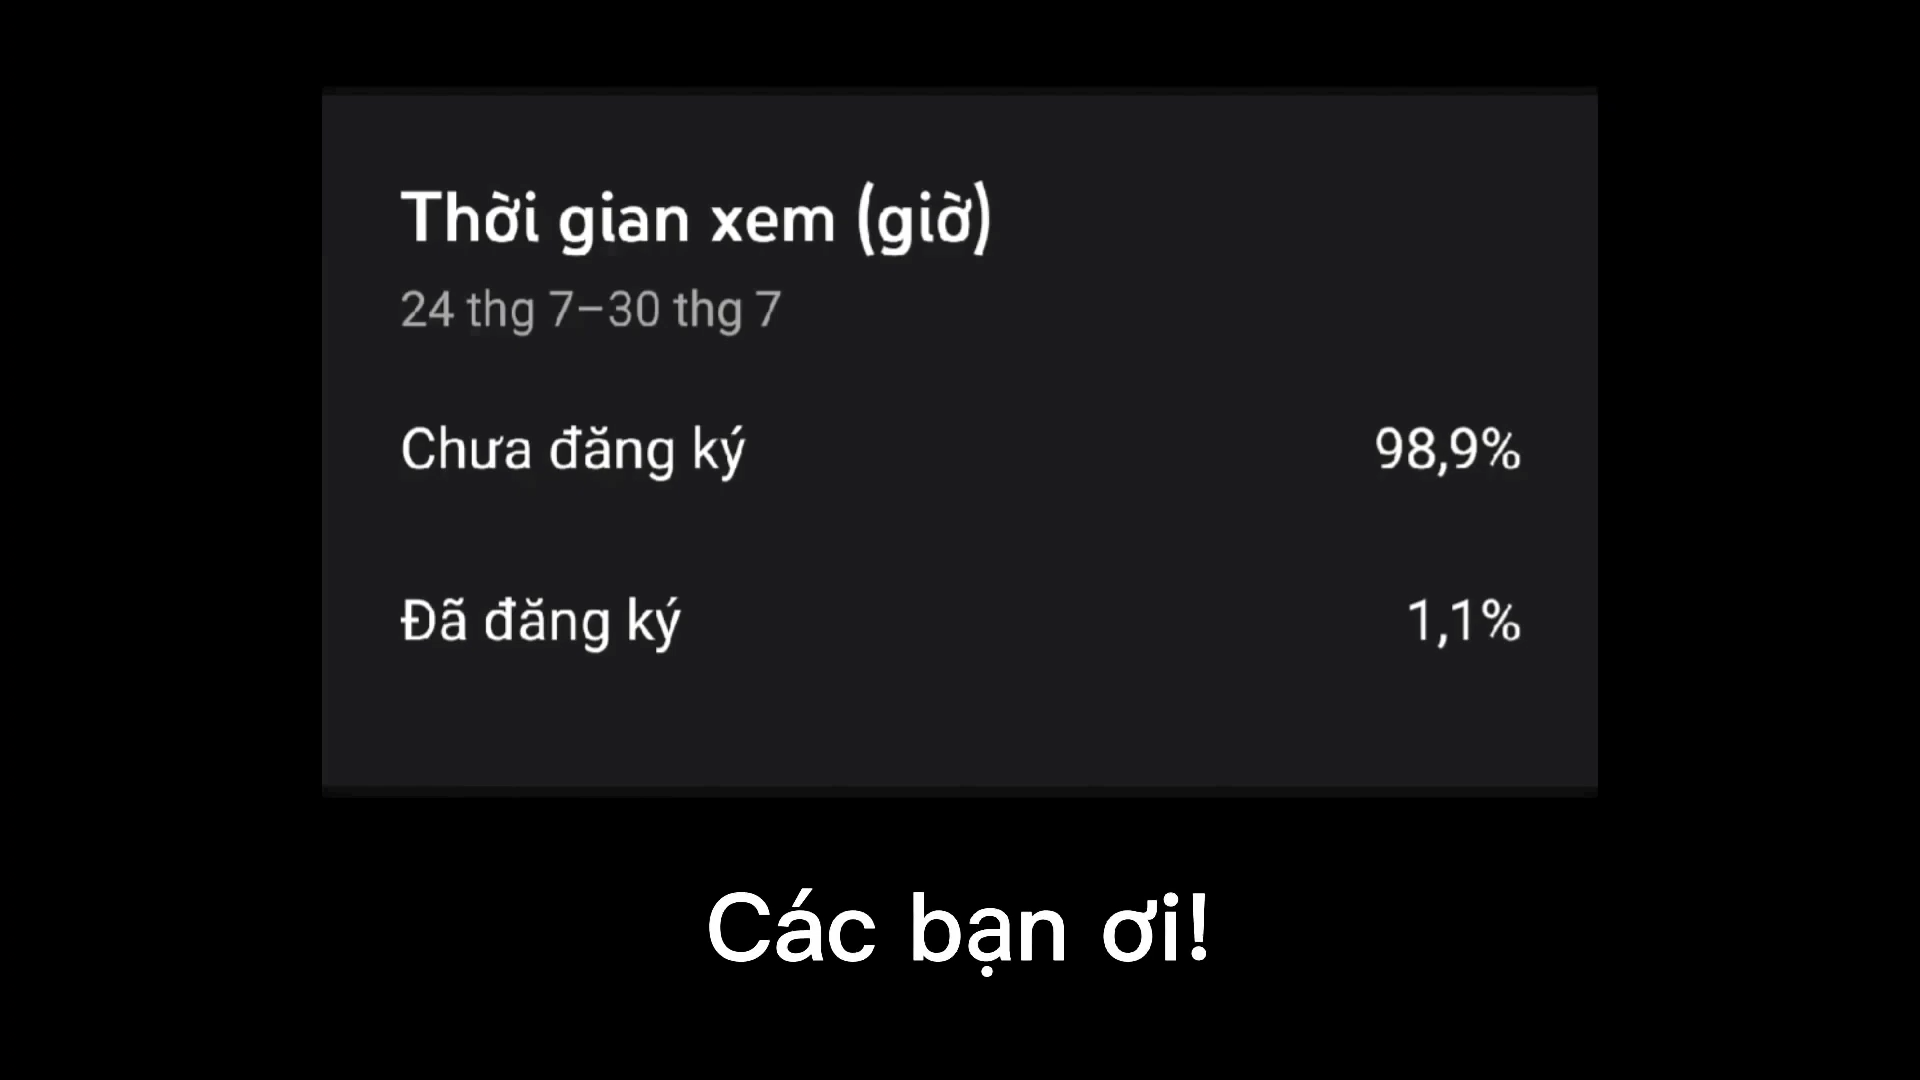 Thời gian xem (giờ)
24 thg 7–30 thg 7
Chưa đăng ký 98,9%
Đã đăng ký 1,1%
Các bạn ơi!